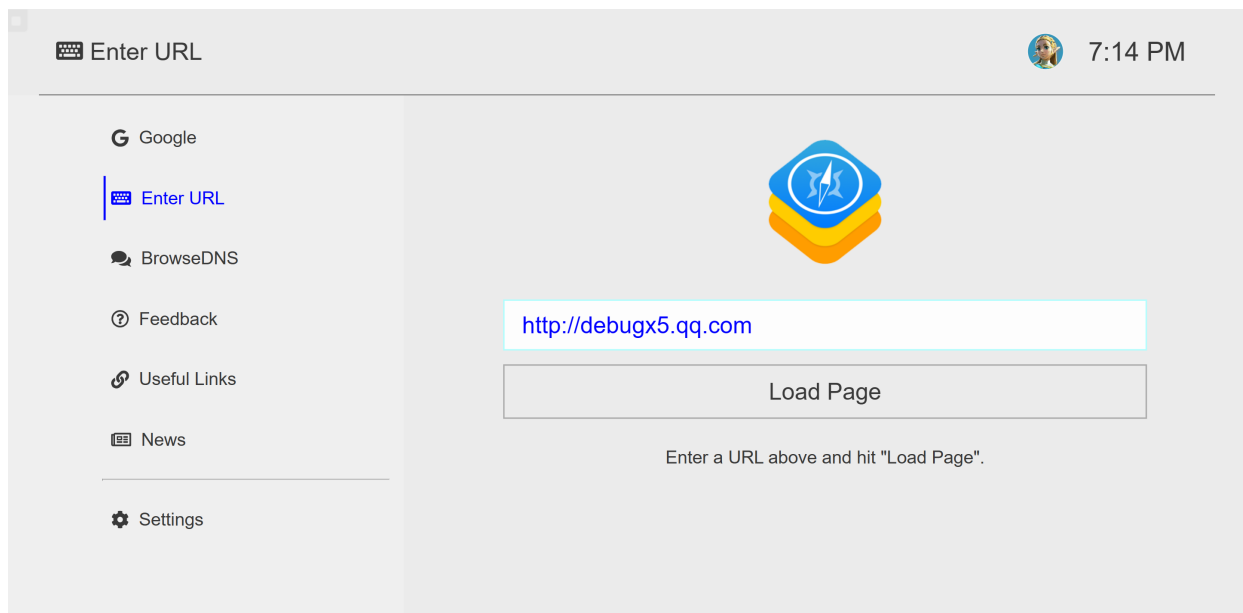 Enter URL
7:14 PM
Google
Enter URL
BrowseDNS
Feedback
Useful Links
News
Settings
http://debugx5.qq.com
Load Page
Enter a URL above and hit "Load Page".